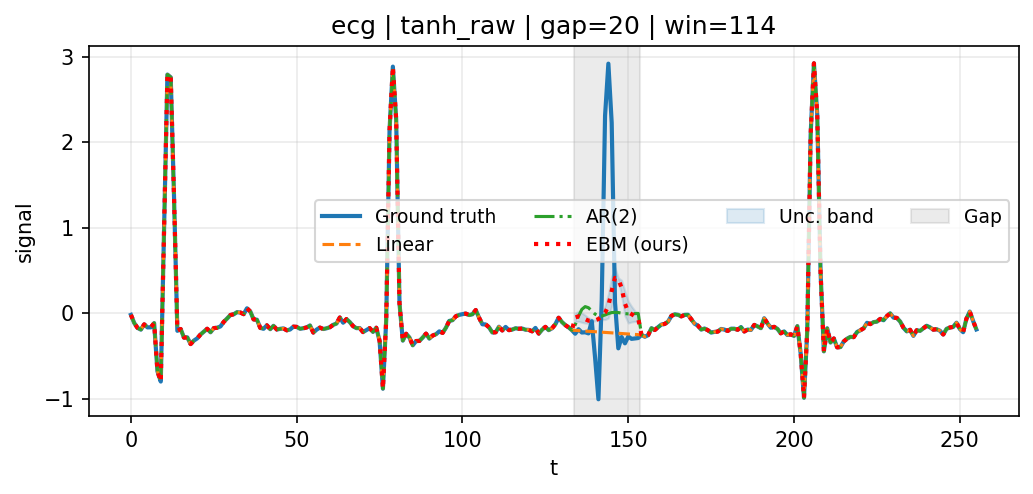 ecg | tanh_raw | gap=20 | win=114
3
2
1
0
−1
signal
Ground truth
Linear
AR(2)
EBM (ours)
Unc. band
Gap
0
50
100
150
200
250
t